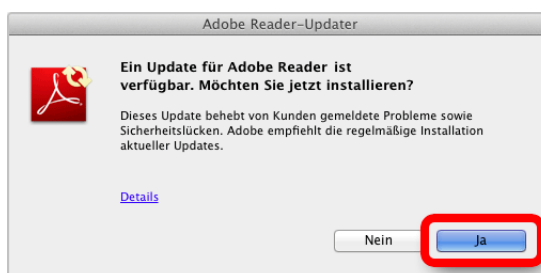 Adobe Reader-Updater
Ein Update für Adobe Reader ist
verfügbar. Möchten Sie jetzt installieren?
Dieses Update behebt von Kunden gemeldete Probleme sowie
Sicherheitslücken. Adobe empfiehlt die regelmäßige Installation
aktueller Updates.
Details
Nein Ja